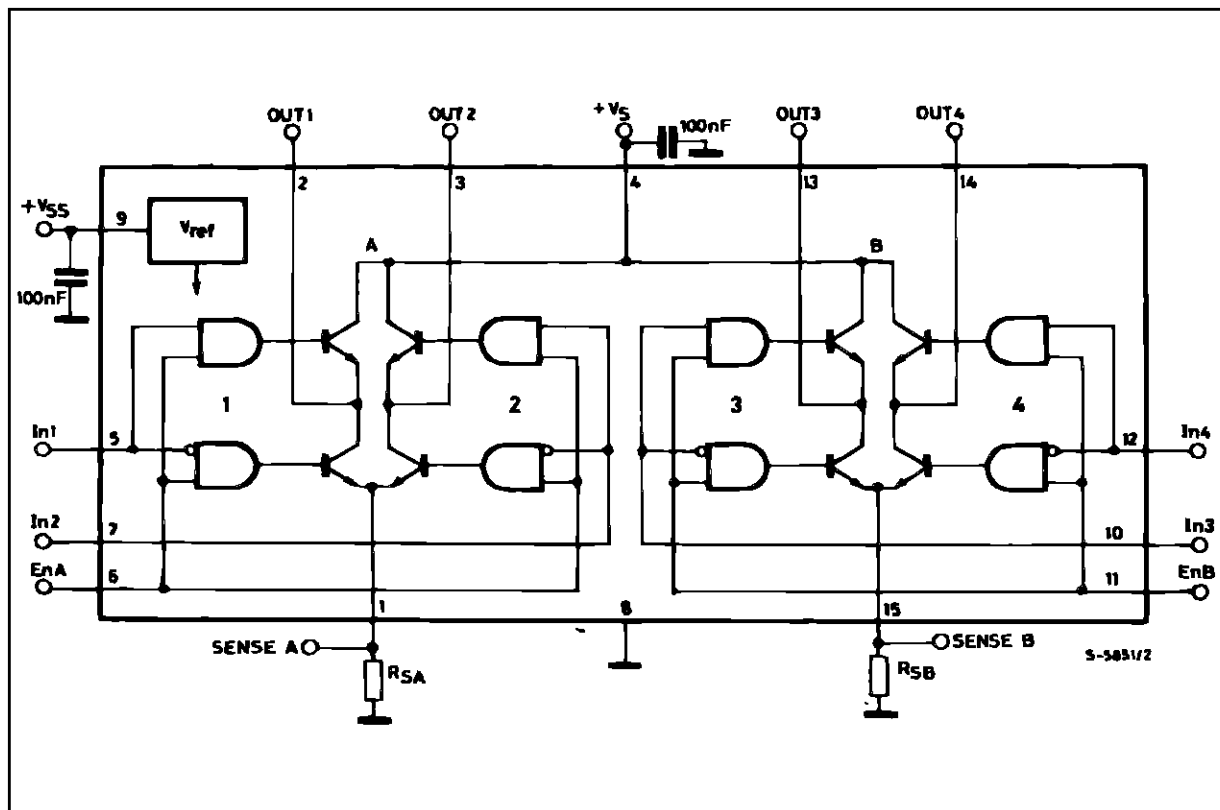 OUT1 OUT2 +VS 100nF OUT3 OUT4
2 3 4 13 14
+VSS 9 Vref
A B
100nF
1 2 3 4
In1 5 12 In4
In2 7 10 In3
EnA 6 11 EnB
1 8 15
SENSE A SENSE B
RSA RSB
S-5851/2